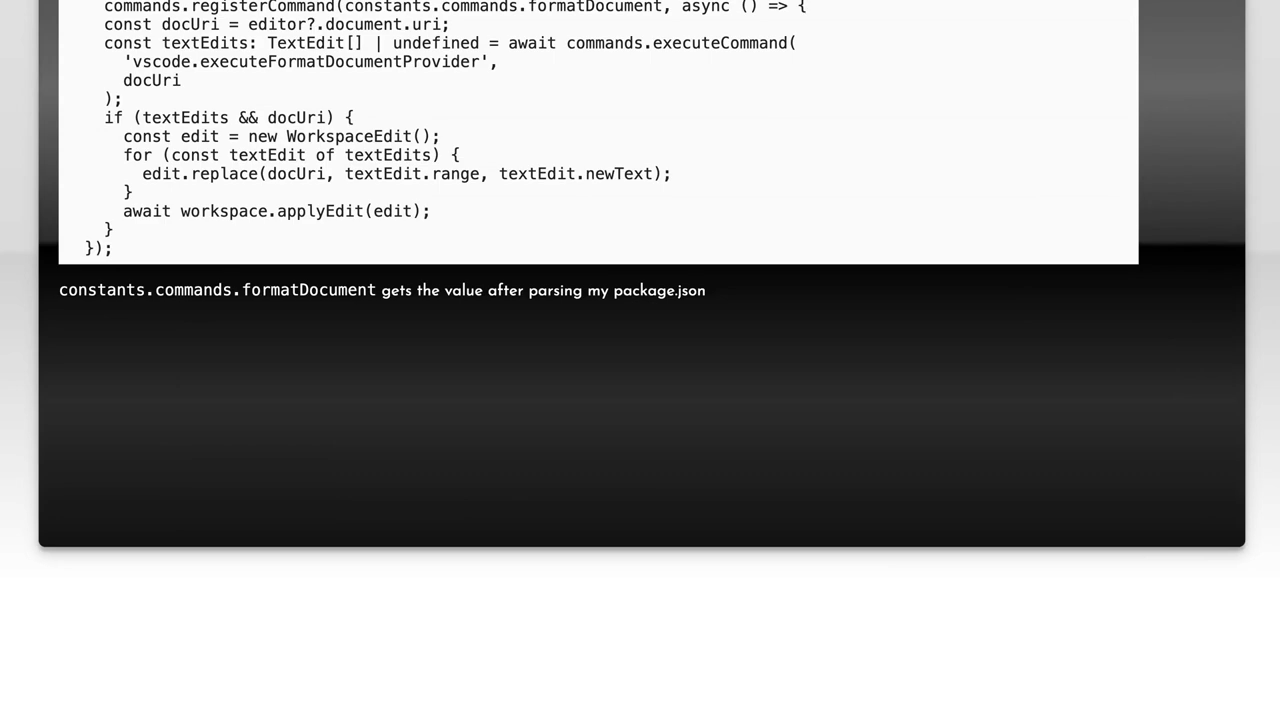 commands.registerCommand(constants.commands.formatDocument, async () => {
const docUri = editor?.document.uri;
const textEdits: TextEdit[] | undefined = await commands.executeCommand(
'vscode.executeFormatDocumentProvider',
docUri
);
if (textEdits && docUri) {
const edit = new WorkspaceEdit();
for (const textEdit of textEdits) {
edit.replace(docUri, textEdit.range, textEdit.newText);
}
await workspace.applyEdit(edit);
}
});
constants.commands.formatDocument gets the value after parsing my package.json